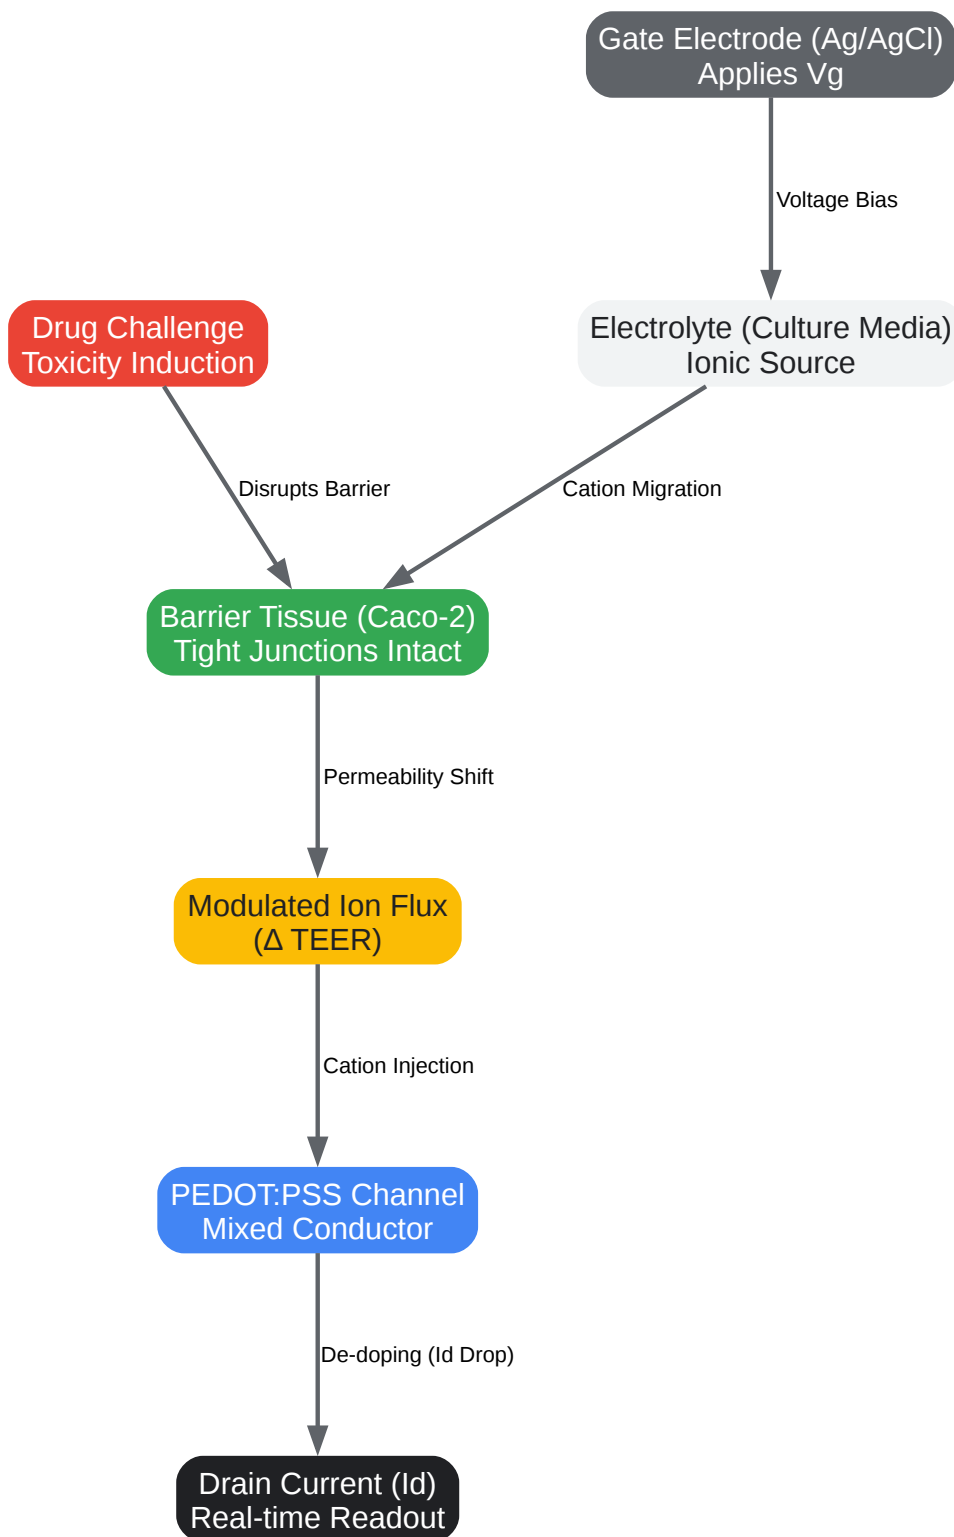 Gate Electrode (Ag/AgCl)
Applies Vg
Voltage Bias
Drug Challenge
Toxicity Induction
Electrolyte (Culture Media)
Ionic Source
Disrupts Barrier
Cation Migration
Barrier Tissue (Caco-2)
Tight Junctions Intact
Permeability Shift
Modulated Ion Flux
(Δ TEER)
Cation Injection
PEDOT:PSS Channel
Mixed Conductor
De-doping (Id Drop)
Drain Current (Id)
Real-time Readout